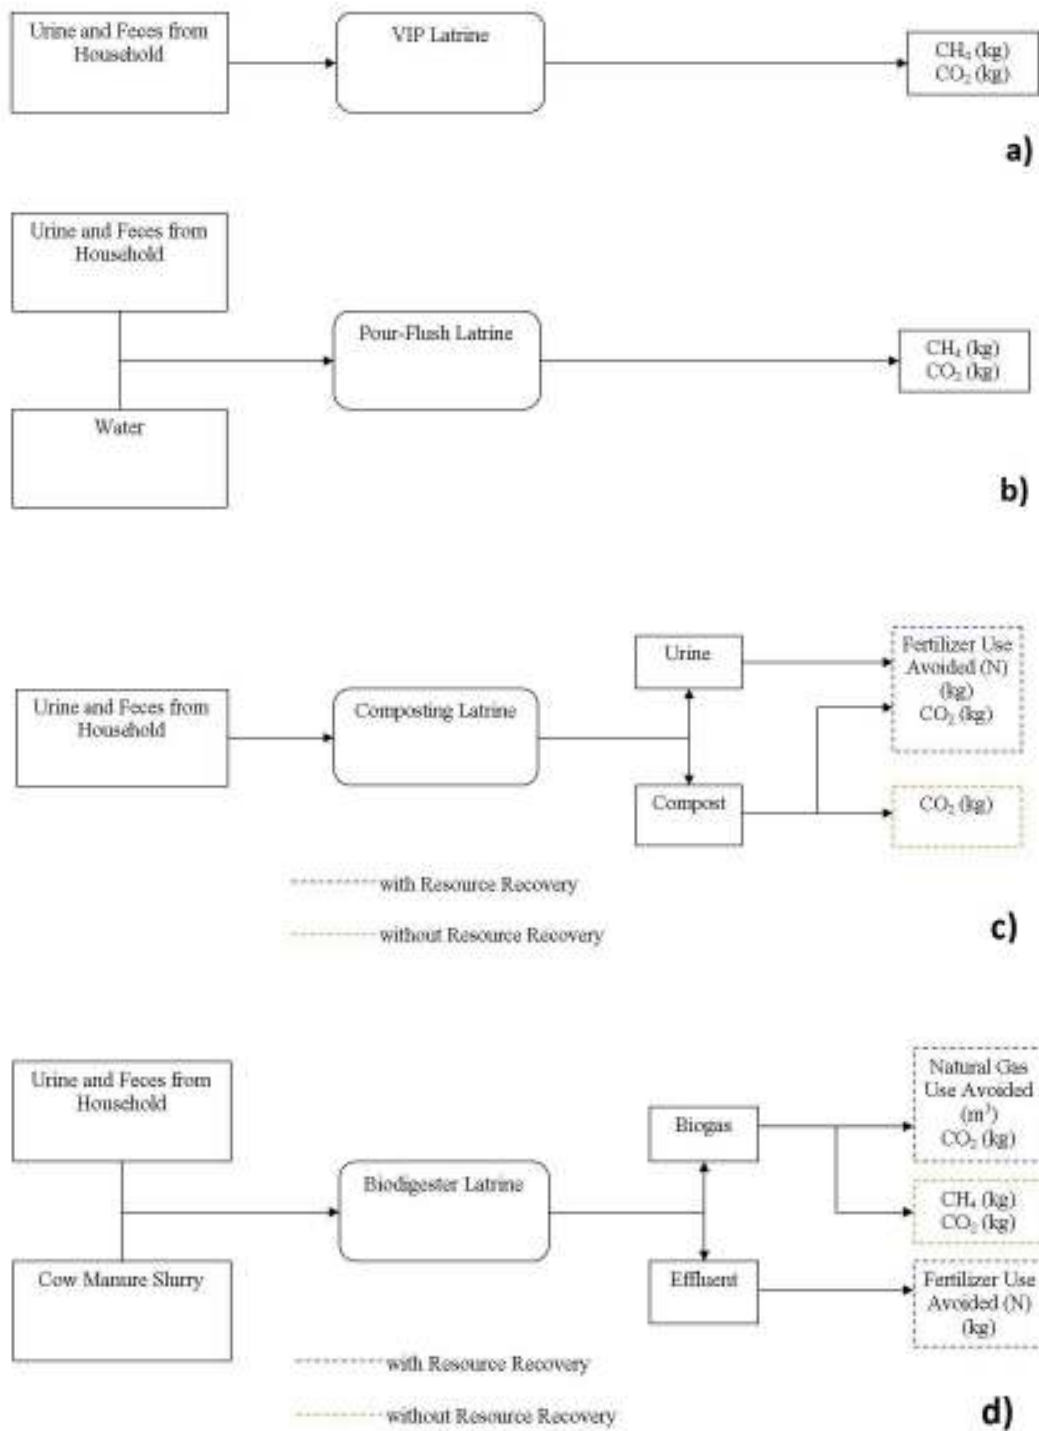 Urine and Feces from
Household
VIP Latrine
CH₄ (kg)
CO₂ (kg)
a)
Urine and Feces from
Household
Pour-Flush Latrine
CH₄ (kg)
CO₂ (kg)
Water
b)
Urine and Feces from
Household
Composting Latrine
Urine
Compost
Fertilizer Use
Avoided (N)
(kg)
CO₂ (kg)
CO₂ (kg)
with Resource Recovery
without Resource Recovery
c)
Urine and Feces from
Household
Cow Manure Slurry
Biodigester Latrine
Biogas
Effluent
Natural Gas
Use Avoided
(m³)
CO₂ (kg)
CH₄ (kg)
CO₂ (kg)
Fertilizer Use
Avoided (N)
(kg)
with Resource Recovery
without Resource Recovery
d)